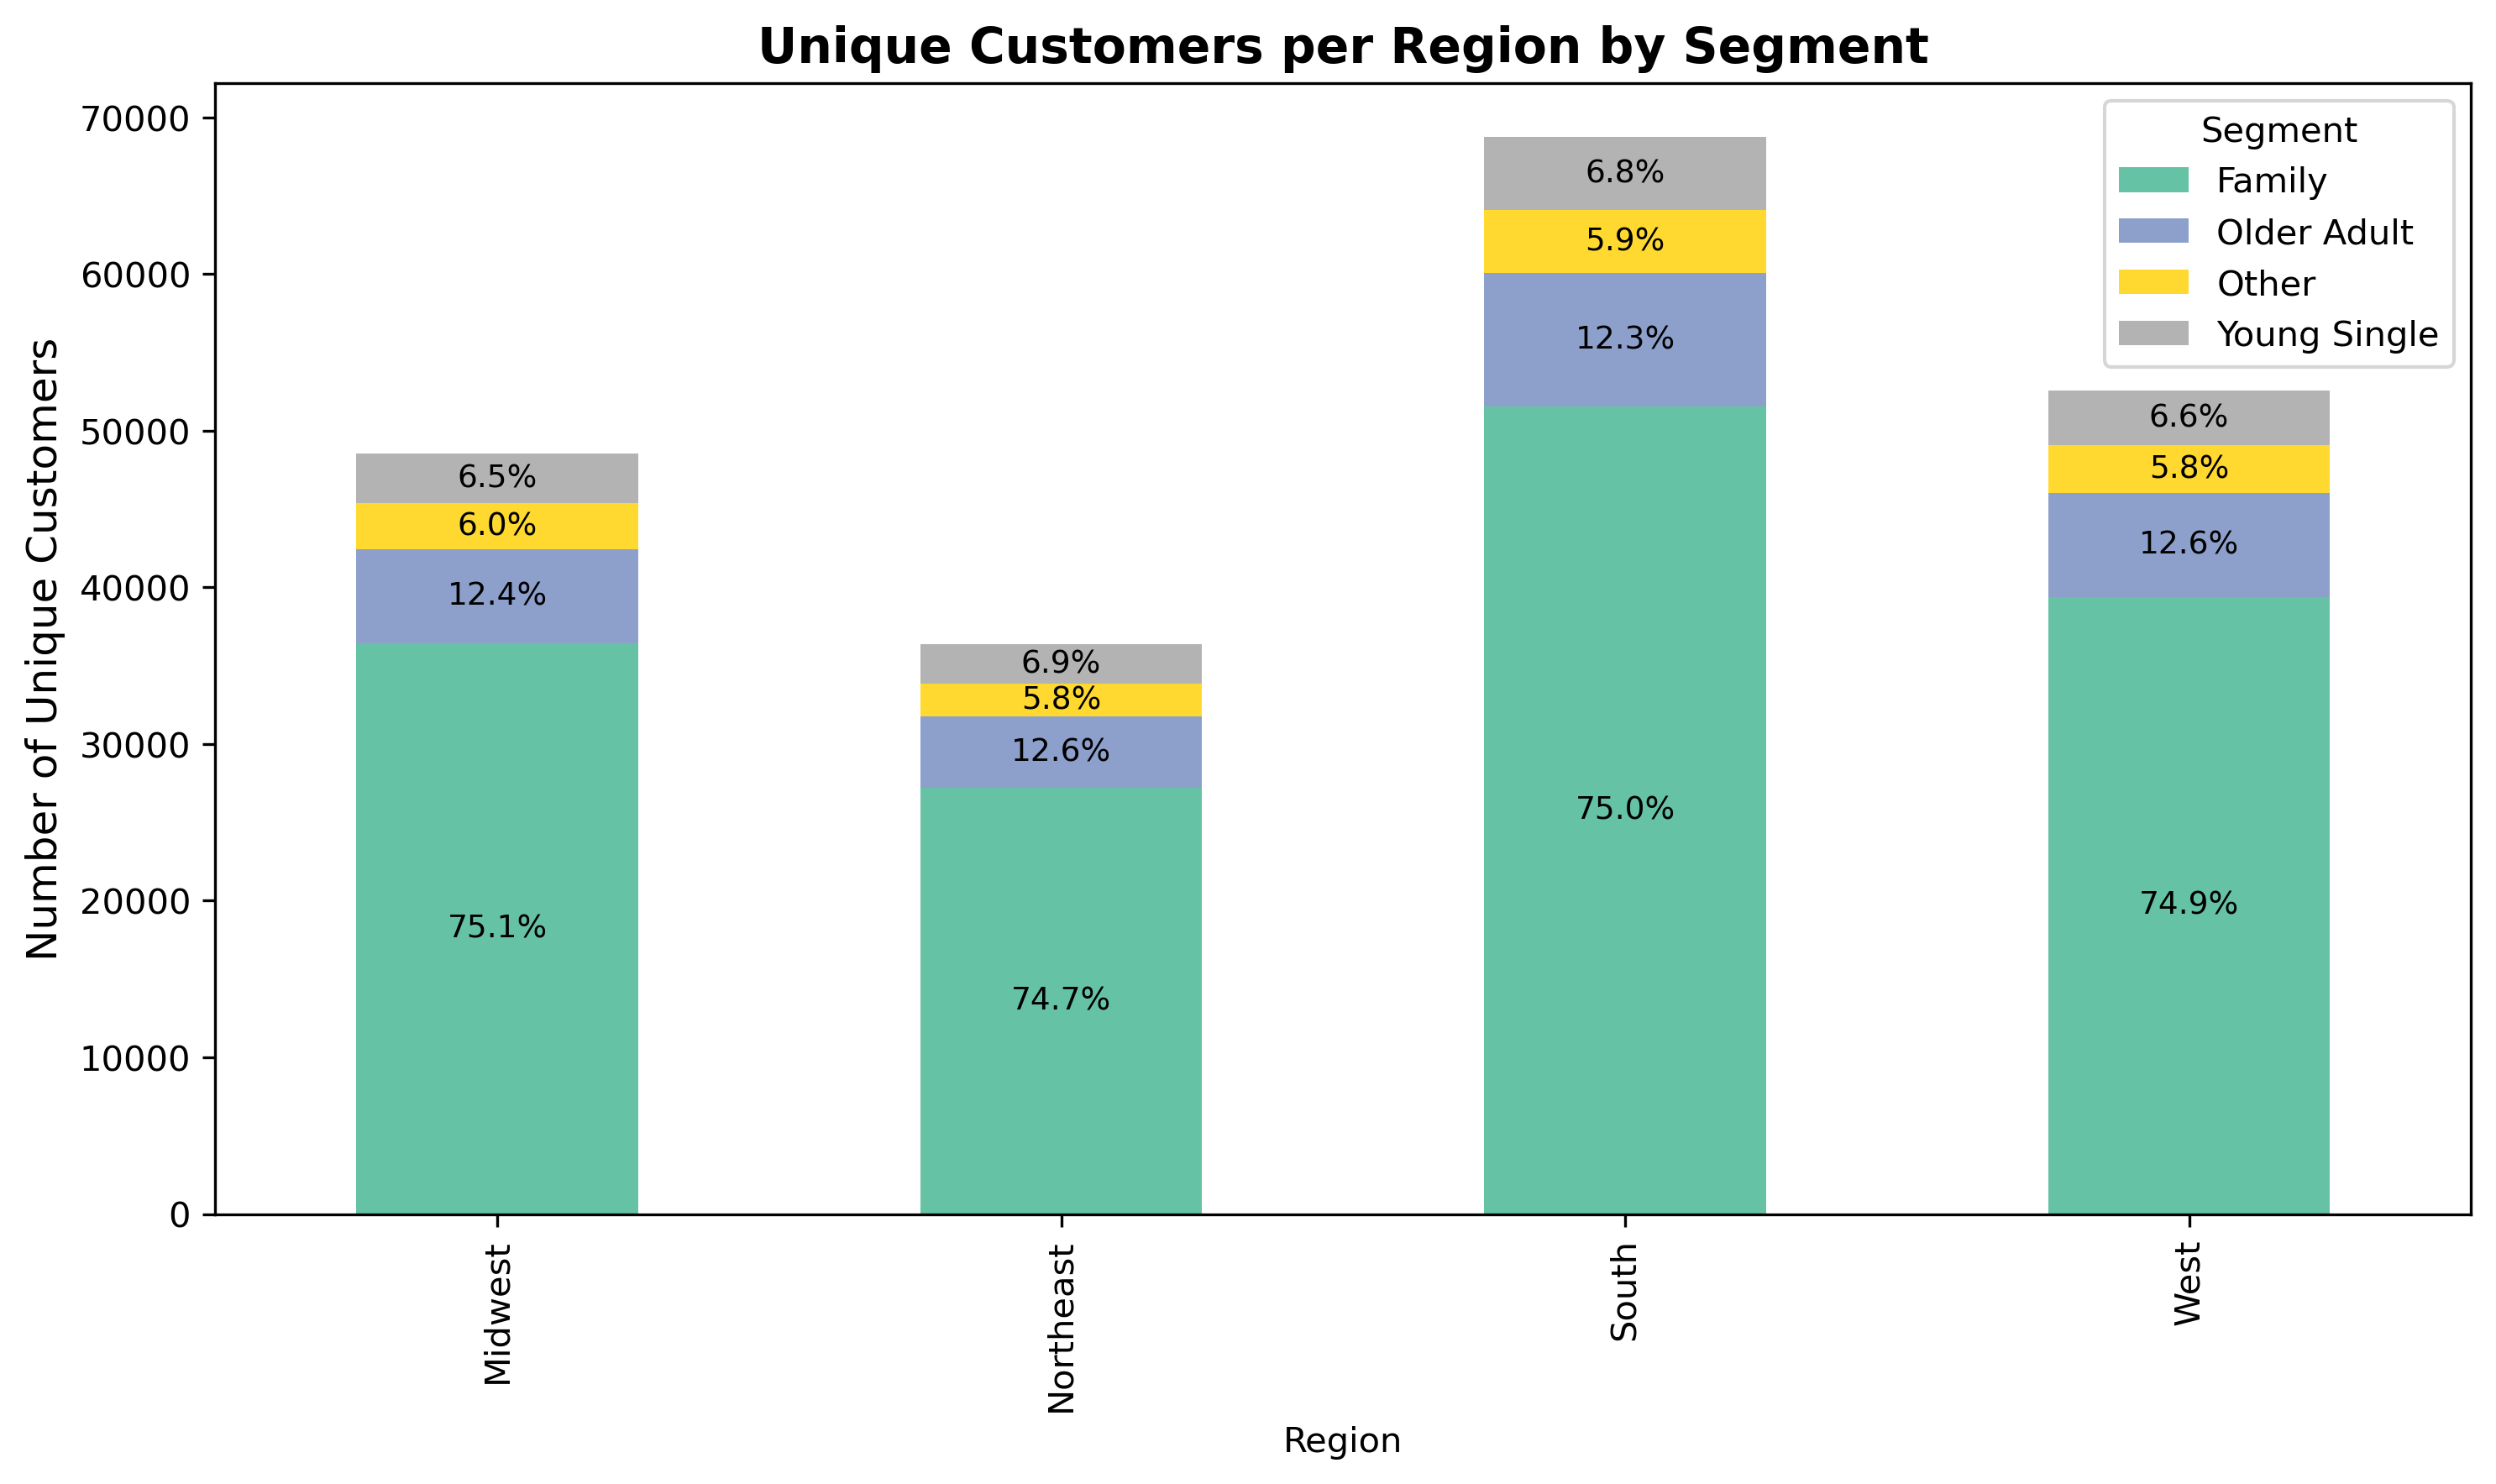 Unique Customers per Region by Segment
Number of Unique Customers
70000
60000
50000
40000
30000
20000
10000
0
Segment
Family
Older Adult
Other
Young Single
6.5%
6.0%
12.4%
75.1%
6.9%
5.8%
12.6%
74.7%
6.8%
5.9%
12.3%
75.0%
6.6%
5.8%
12.6%
74.9%
Midwest
Northeast
South
West
Region